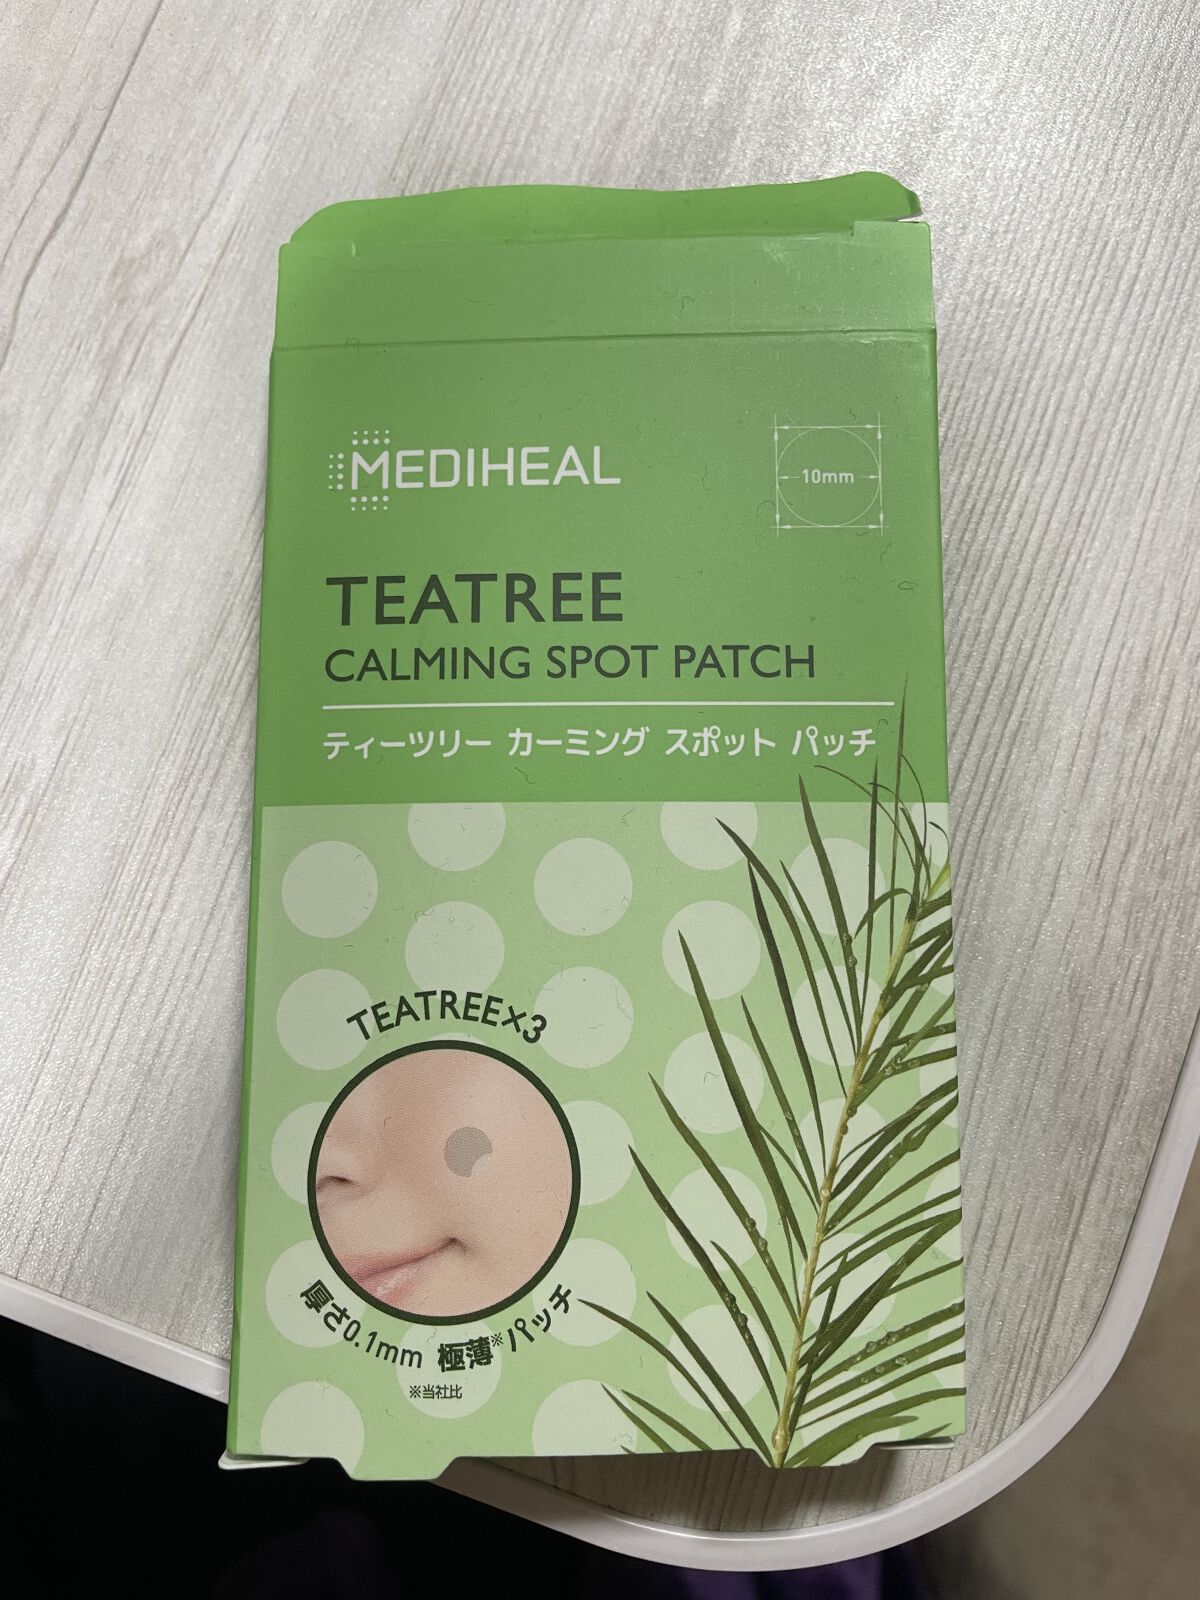 MEDIHEAL
10mm
TEATREE
CALMING SPOT PATCH
ティーツリー カーミング スポット パッチ
TEATREE×3
厚さ0.1mm 極薄※パッチ
※当社比